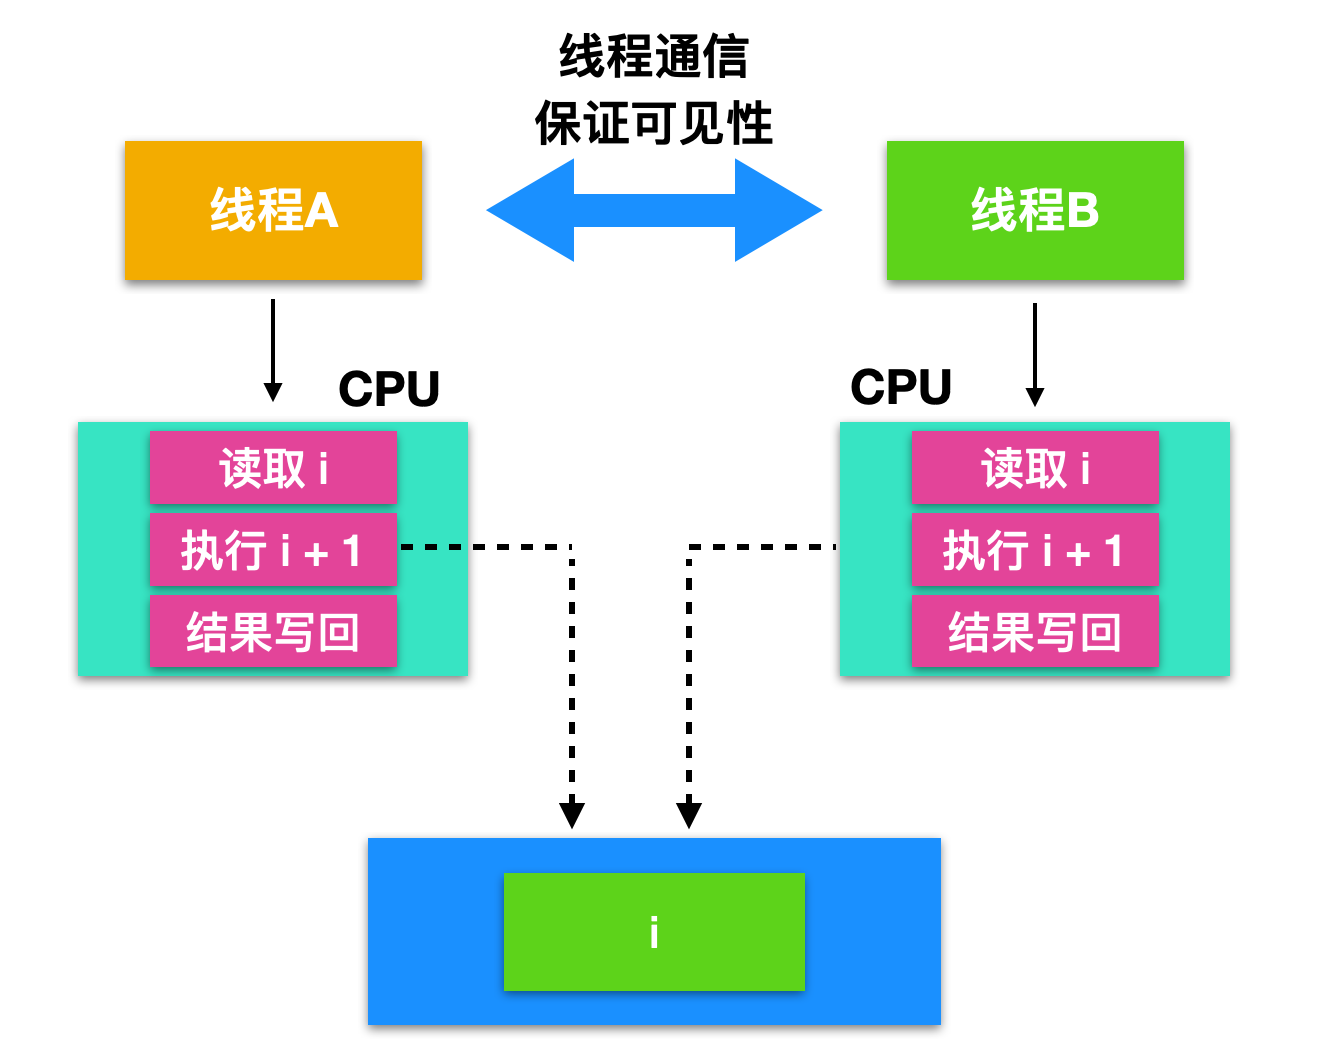 线程通信
保证可见性
线程A
线程B
CPU
CPU
读取 i
执行 i + 1
结果写回
读取 i
执行 i + 1
结果写回
i